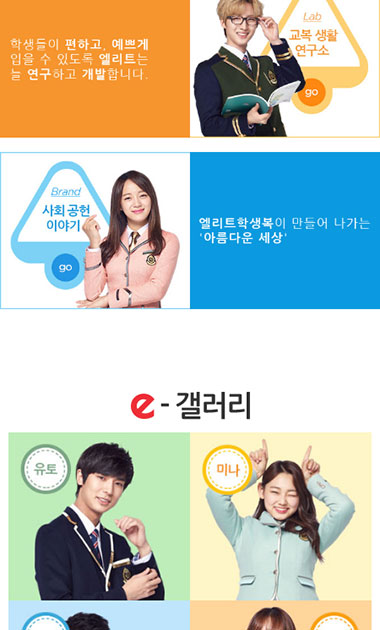 학생들이 편하고, 예쁘게
입을 수 있도록 엘리트는
늘 연구하고 개발합니다.
Lab
교복 생활
연구소
go
Brand
사회 공헌
이야기
go
엘리트학생복이 만들어 나가는
'아름다운 세상'
e - 갤러리
유토
미나